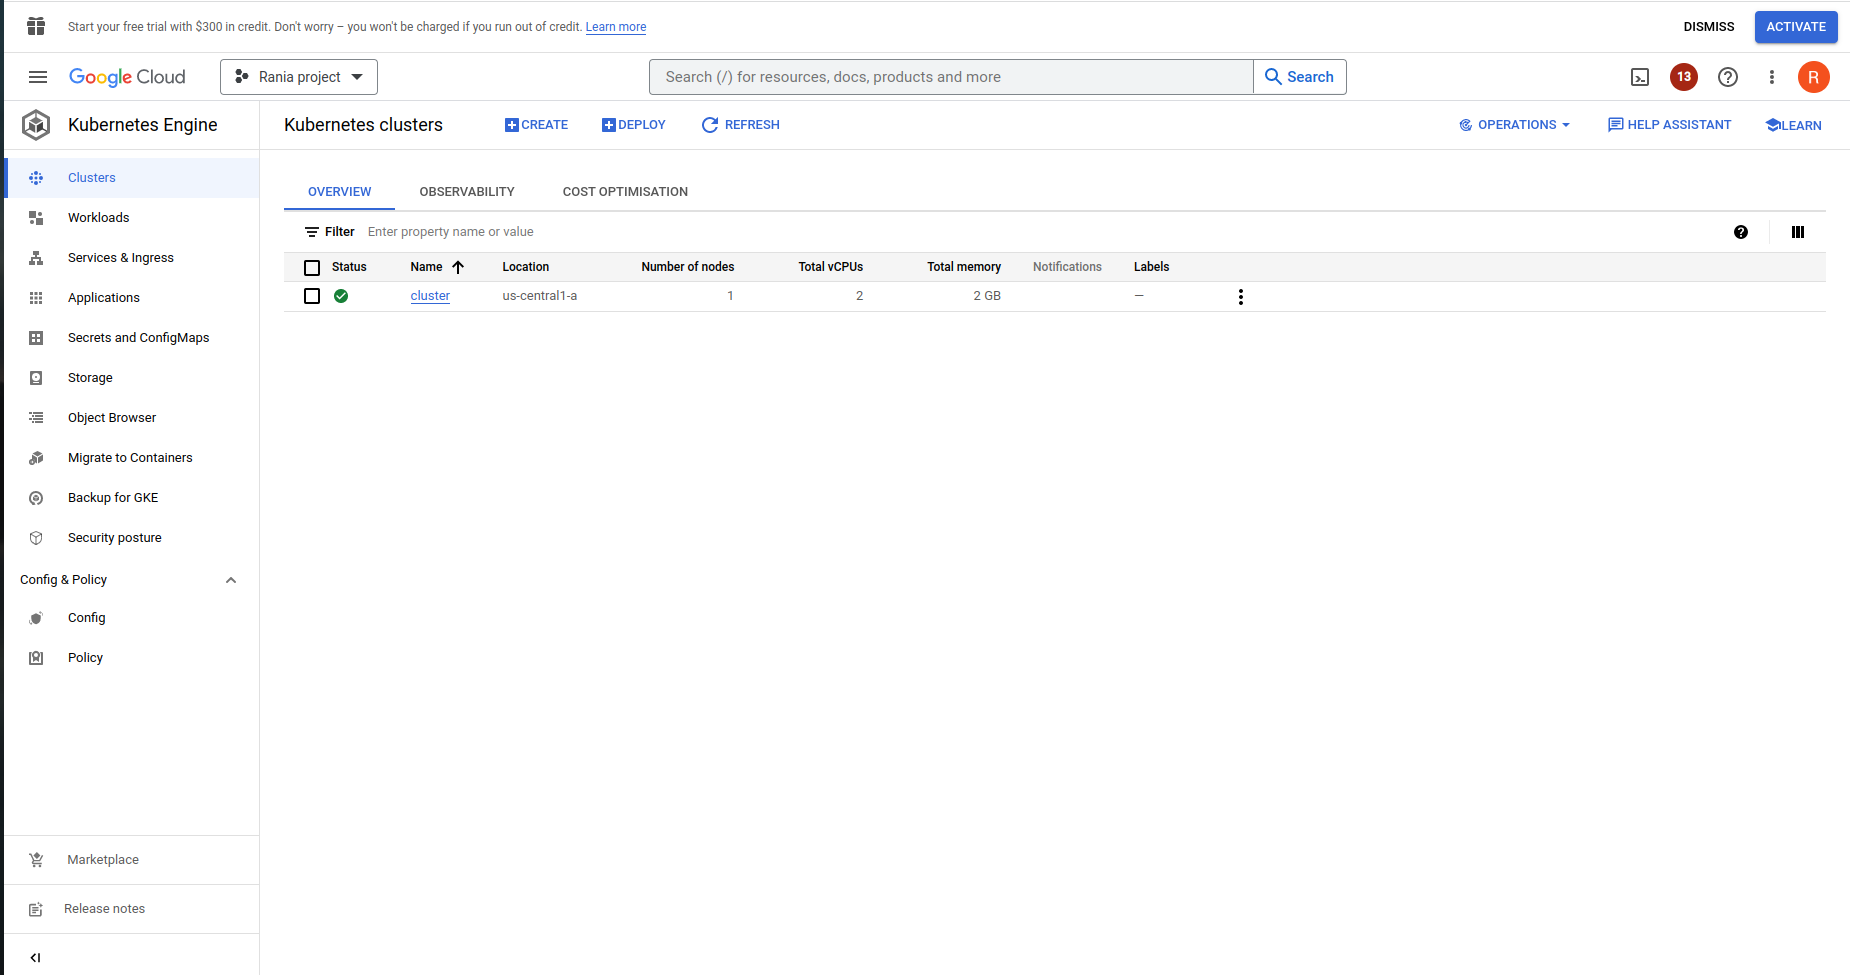 Start your free trial with $300 in credit. Don't worry – you won't be charged if you run out of credit. Learn more
DISMISS
ACTIVATE
Google Cloud
Rania project
Search (/) for resources, docs, products and more
Search
13
R
Kubernetes Engine
Kubernetes clusters
CREATE
DEPLOY
REFRESH
OPERATIONS
HELP ASSISTANT
LEARN
Clusters
Workloads
Services & Ingress
Applications
Secrets and ConfigMaps
Storage
Object Browser
Migrate to Containers
Backup for GKE
Security posture
Config & Policy
Config
Policy
Marketplace
Release notes
OVERVIEW
OBSERVABILITY
COST OPTIMISATION
Filter Enter property name or value
Status Name Location Number of nodes Total vCPUs Total memory Notifications Labels
cluster us-central1-a 1 2 2 GB —